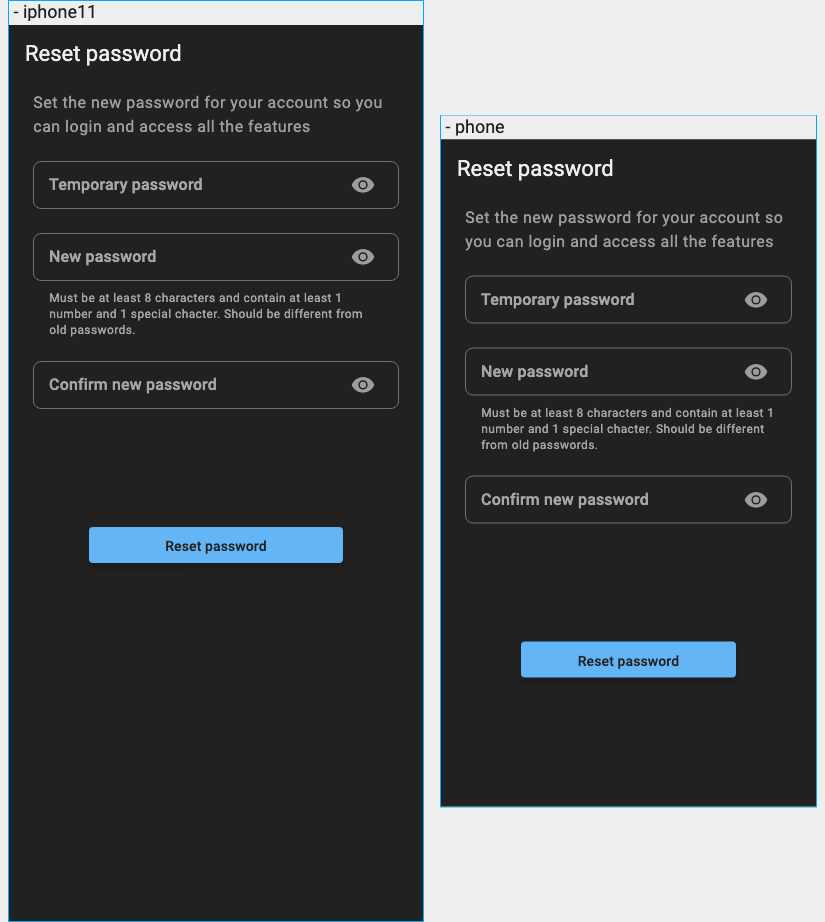 - iphone11
Reset password
Set the new password for your account so you
can login and access all the features
Temporary password
New password
Must be at least 8 characters and contain at least 1
number and 1 special chacter. Should be different from
old passwords.
Confirm new password
Reset password
- phone
Reset password
Set the new password for your account so
you can login and access all the features
Temporary password
New password
Must be at least 8 characters and contain at least 1
number and 1 special chacter. Should be different
from old passwords.
Confirm new password
Reset password